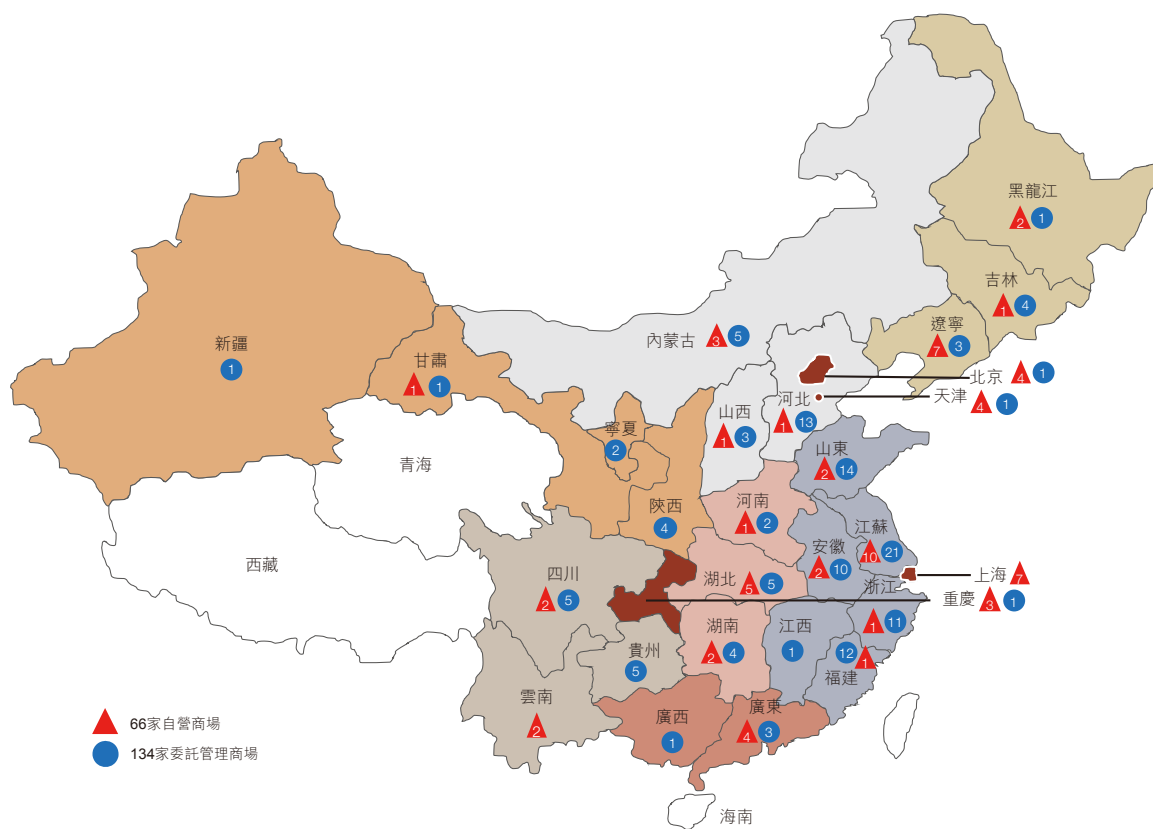 黑龍江
2 1
吉林
1 4
遼寧
7 3
內蒙古 3 5
新疆
1
甘肅
1 1
北京 4 1
天津 4 1
河北
1 13
山西
1 3
寧夏
2
山東
2 14
青海
陝西
4
河南
1 2
江蘇
10 21
安徽
2 10
西藏
四川
2 5
湖北 5 5
上海 7
浙江
1 11
重慶 3 1
湖南
2 4
江西
1
貴州
5
12 1
福建
雲南
2
廣西
1
廣東
4 3
66家自營商場
134家委託管理商場
海南